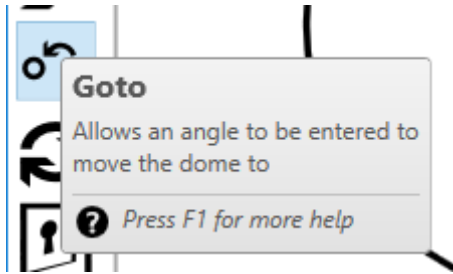 Goto
Allows an angle to be entered to
move the dome to
Press F1 for more help